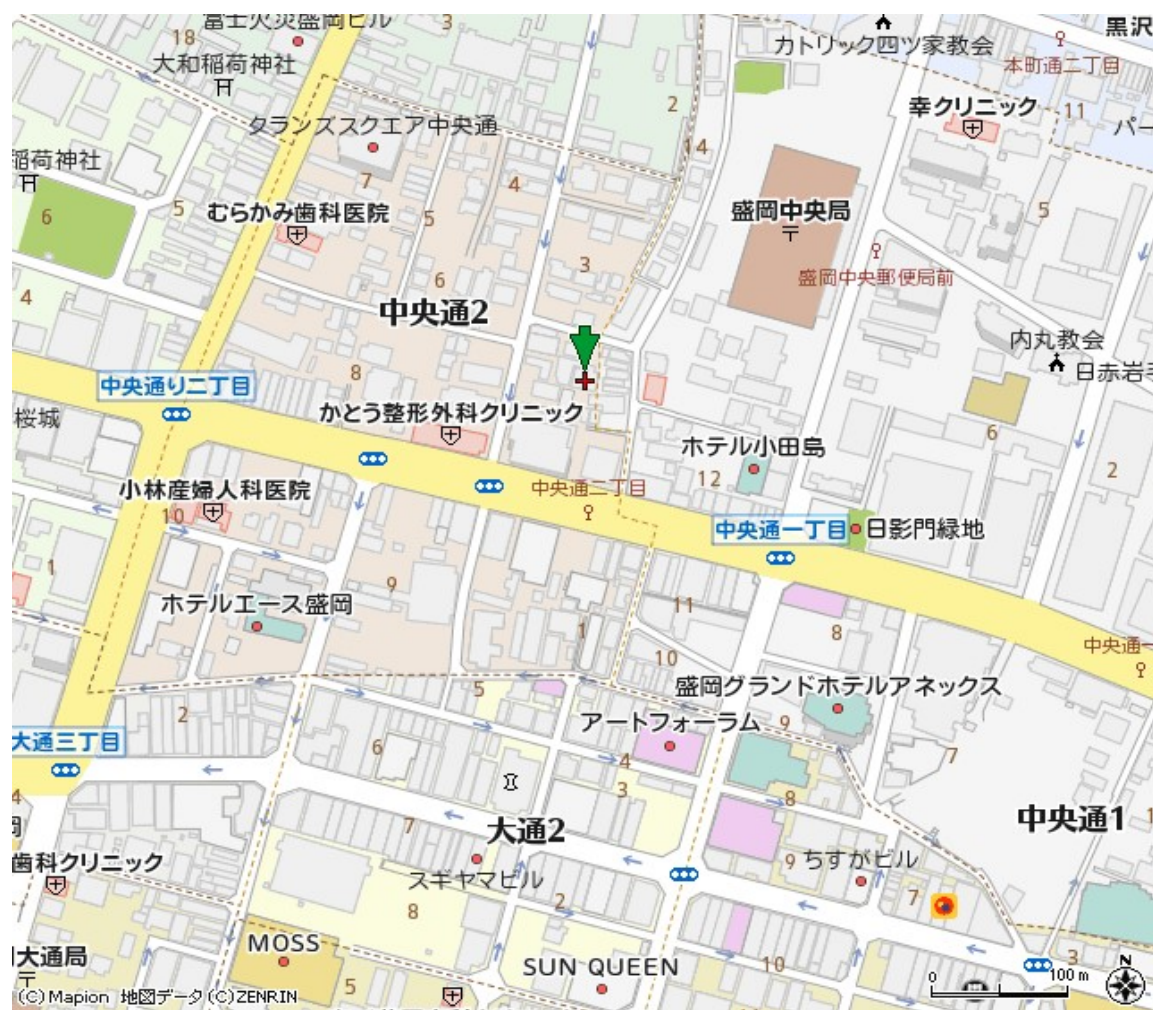 富士火災盛岡ビル
3
黒沢
カトリック四ツ家教会
18
大和稲荷神社
本町通二丁目
2
幸クリニック
11
パー
タランズスクエア中央通
14
稲荷神社
7
4
6
5
むらかみ歯科医院
5
盛岡中央局
5
3
盛岡中央郵便局前
6
4
中央通2
内丸教会
8
日赤岩手
中央通り二丁目
桜城
かとう整形外科クリニック
6
ホテル小田島
2
小林産婦人科医院
12
中央通二丁目
10
中央通一丁目
日影門緑地
1
9
ホテルエース盛岡
11
1
8
10
中央通一
盛岡グランドホテルアネックス
2
5
アートフォーラム
9
大通三丁目
6
4
7
3
8
4
大通2
中央通1
7
歯科クリニック
9
ちすがビル
スギヤマビル
7
2
8
大通局
MOSS
SUN QUEEN
10
3
5
N
0
100m
(C)Mapion 地図データ(C)ZENRIN